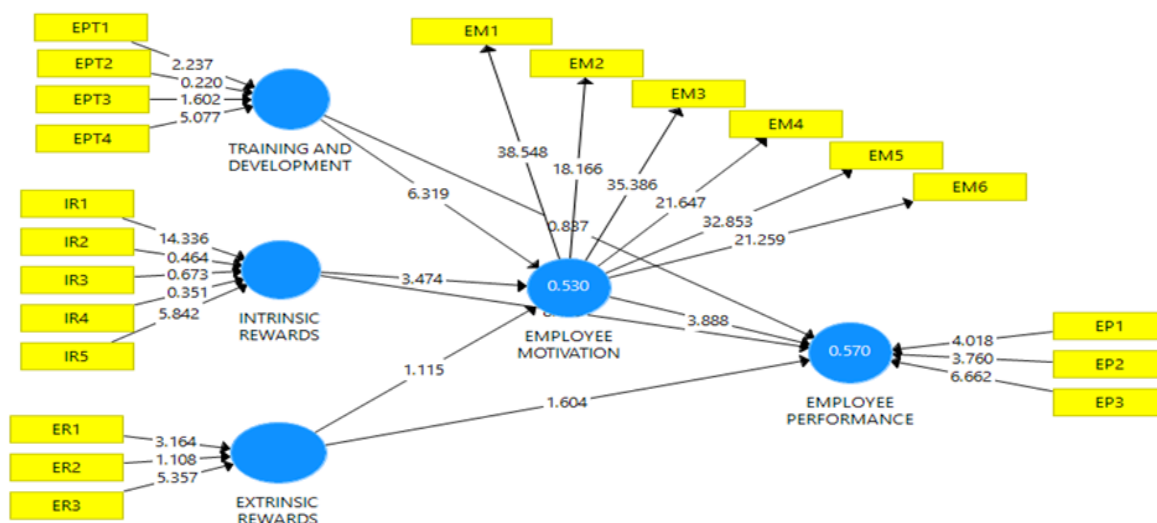 EPT1
EPT2
EPT3
EPT4
2.237
0.220
1.602
5.077
TRAINING AND
DEVELOPMENT
EM1
EM2
EM3
EM4
EM5
EM6
38.548
18.166
35.386
21.647
32.853
21.259
6.319
IR1
IR2
IR3
IR4
IR5
14.336
0.464
0.673
0.351
5.842
INTRINSIC
REWARDS
3.474
0.530
EMPLOYEE
MOTIVATION
3.888
0.570
EMPLOYEE
PERFORMANCE
EP1
EP2
EP3
4.018
3.760
6.662
1.115
1.604
ER1
ER2
ER3
3.164
1.108
5.357
EXTRINSIC
REWARDS